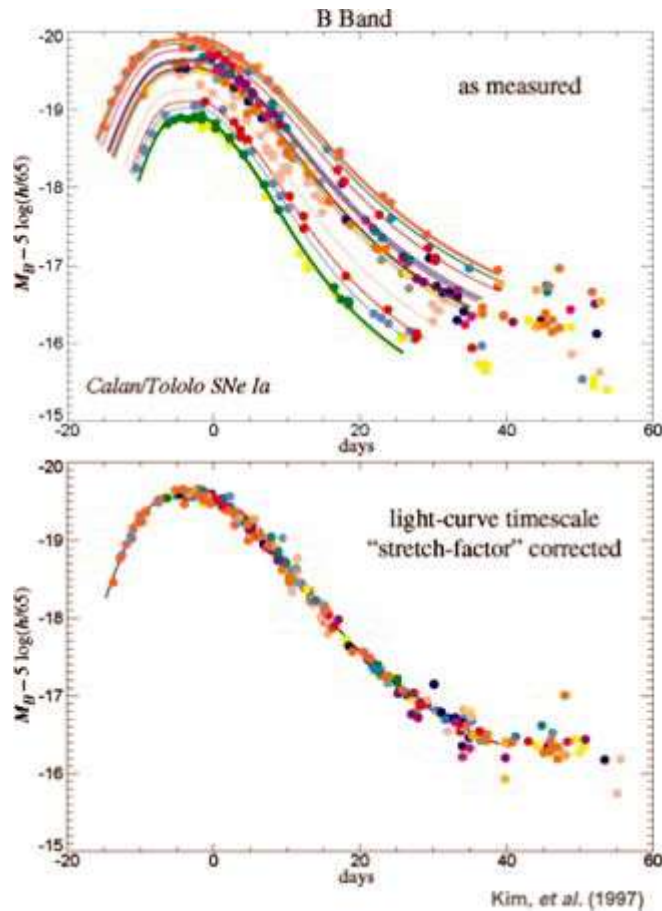 B Band
-20
as measured
-19
-18
M_B – 5 log(h/65)
-17
-16
Calan/Tololo SNe Ia
-15
-20 0 20 40 60
days
-20
light-curve timescale
“stretch-factor” corrected
-19
-18
M_B – 5 log(h/65)
-17
-16
-15
-20 0 20 40 60
days
Kim, et al. (1997)